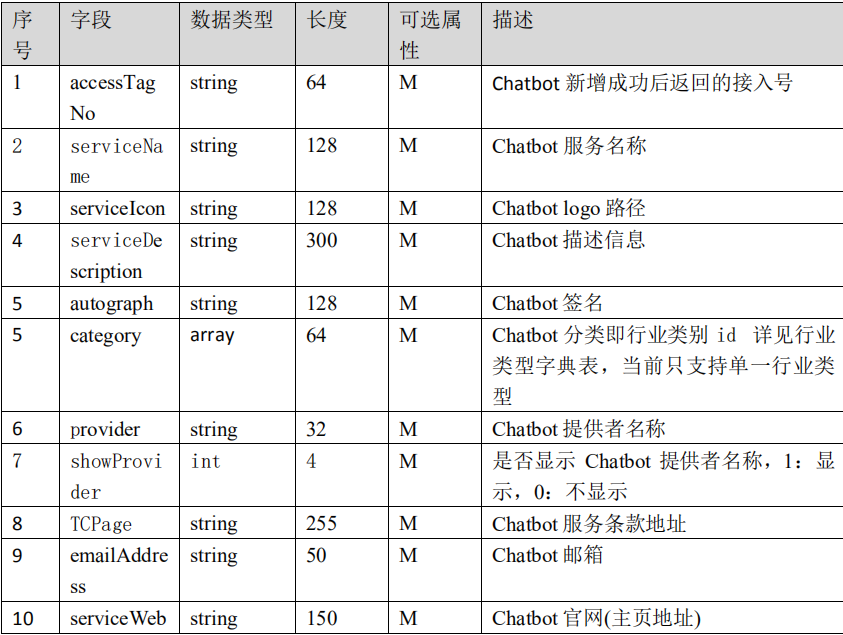 序号 字段 数据类型 长度 可选属性 描述
1 accessTagNo string 64 M Chatbot 新增成功后返回的接入号
2 serviceName string 128 M Chatbot 服务名称
3 serviceIcon string 128 M Chatbot logo 路径
4 serviceDescription string 300 M Chatbot 描述信息
5 autograph string 128 M Chatbot 签名
5 category array 64 M Chatbot 分类即行业类别 id 详见行业类型字典表，当前只支持单一行业类型
6 provider string 32 M Chatbot 提供者名称
7 showProvider int 4 M 是否显示 Chatbot 提供者名称，1：显示，0：不显示
8 TCPage string 255 M Chatbot 服务条款地址
9 emailAddress string 50 M Chatbot 邮箱
10 serviceWeb string 150 M Chatbot 官网(主页地址)